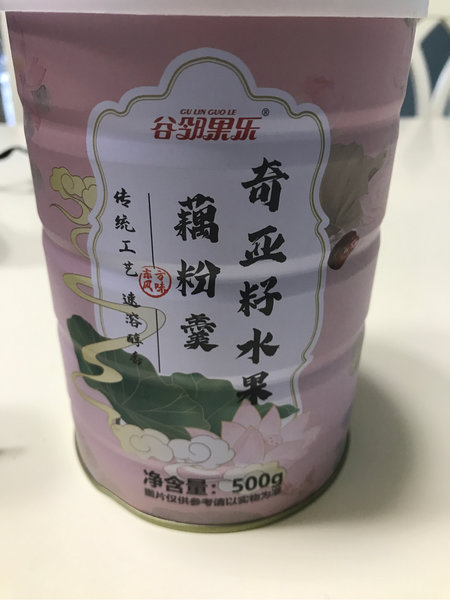 GU LIN GUO LE
谷邻果乐®
奇亚籽水果
藕粉羹
传统工艺 速溶醇香
东方风味
净含量：500g
图片仅供参考请以实物为准